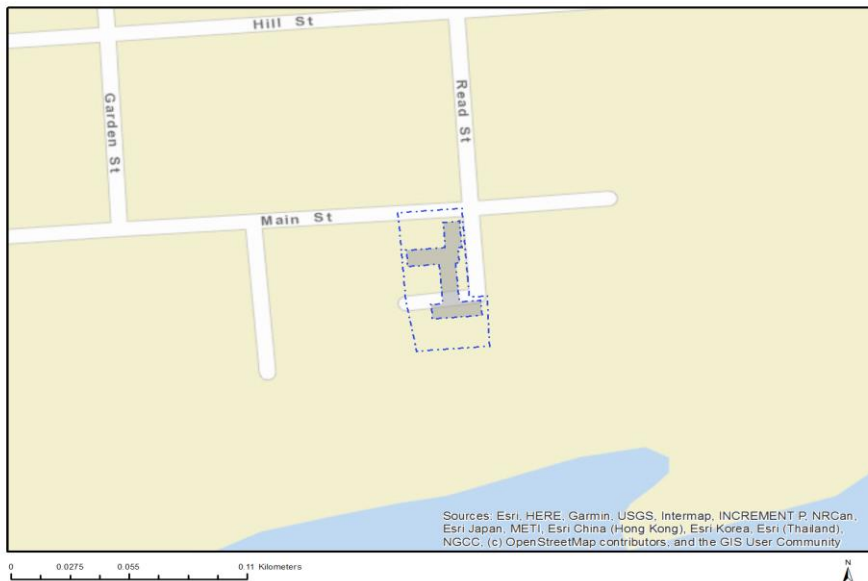 Hill St
Garden St
Read St
Main St
Sources: Esri, HERE, Garmin, USGS, Intermap, INCREMENT P, NRCan,
Esri Japan, METI, Esri China (Hong Kong), Esri Korea, Esri (Thailand),
NGCC, (c) OpenStreetMap contributors, and the GIS User Community
0 0.0275 0.055 0.11 Kilometers
N